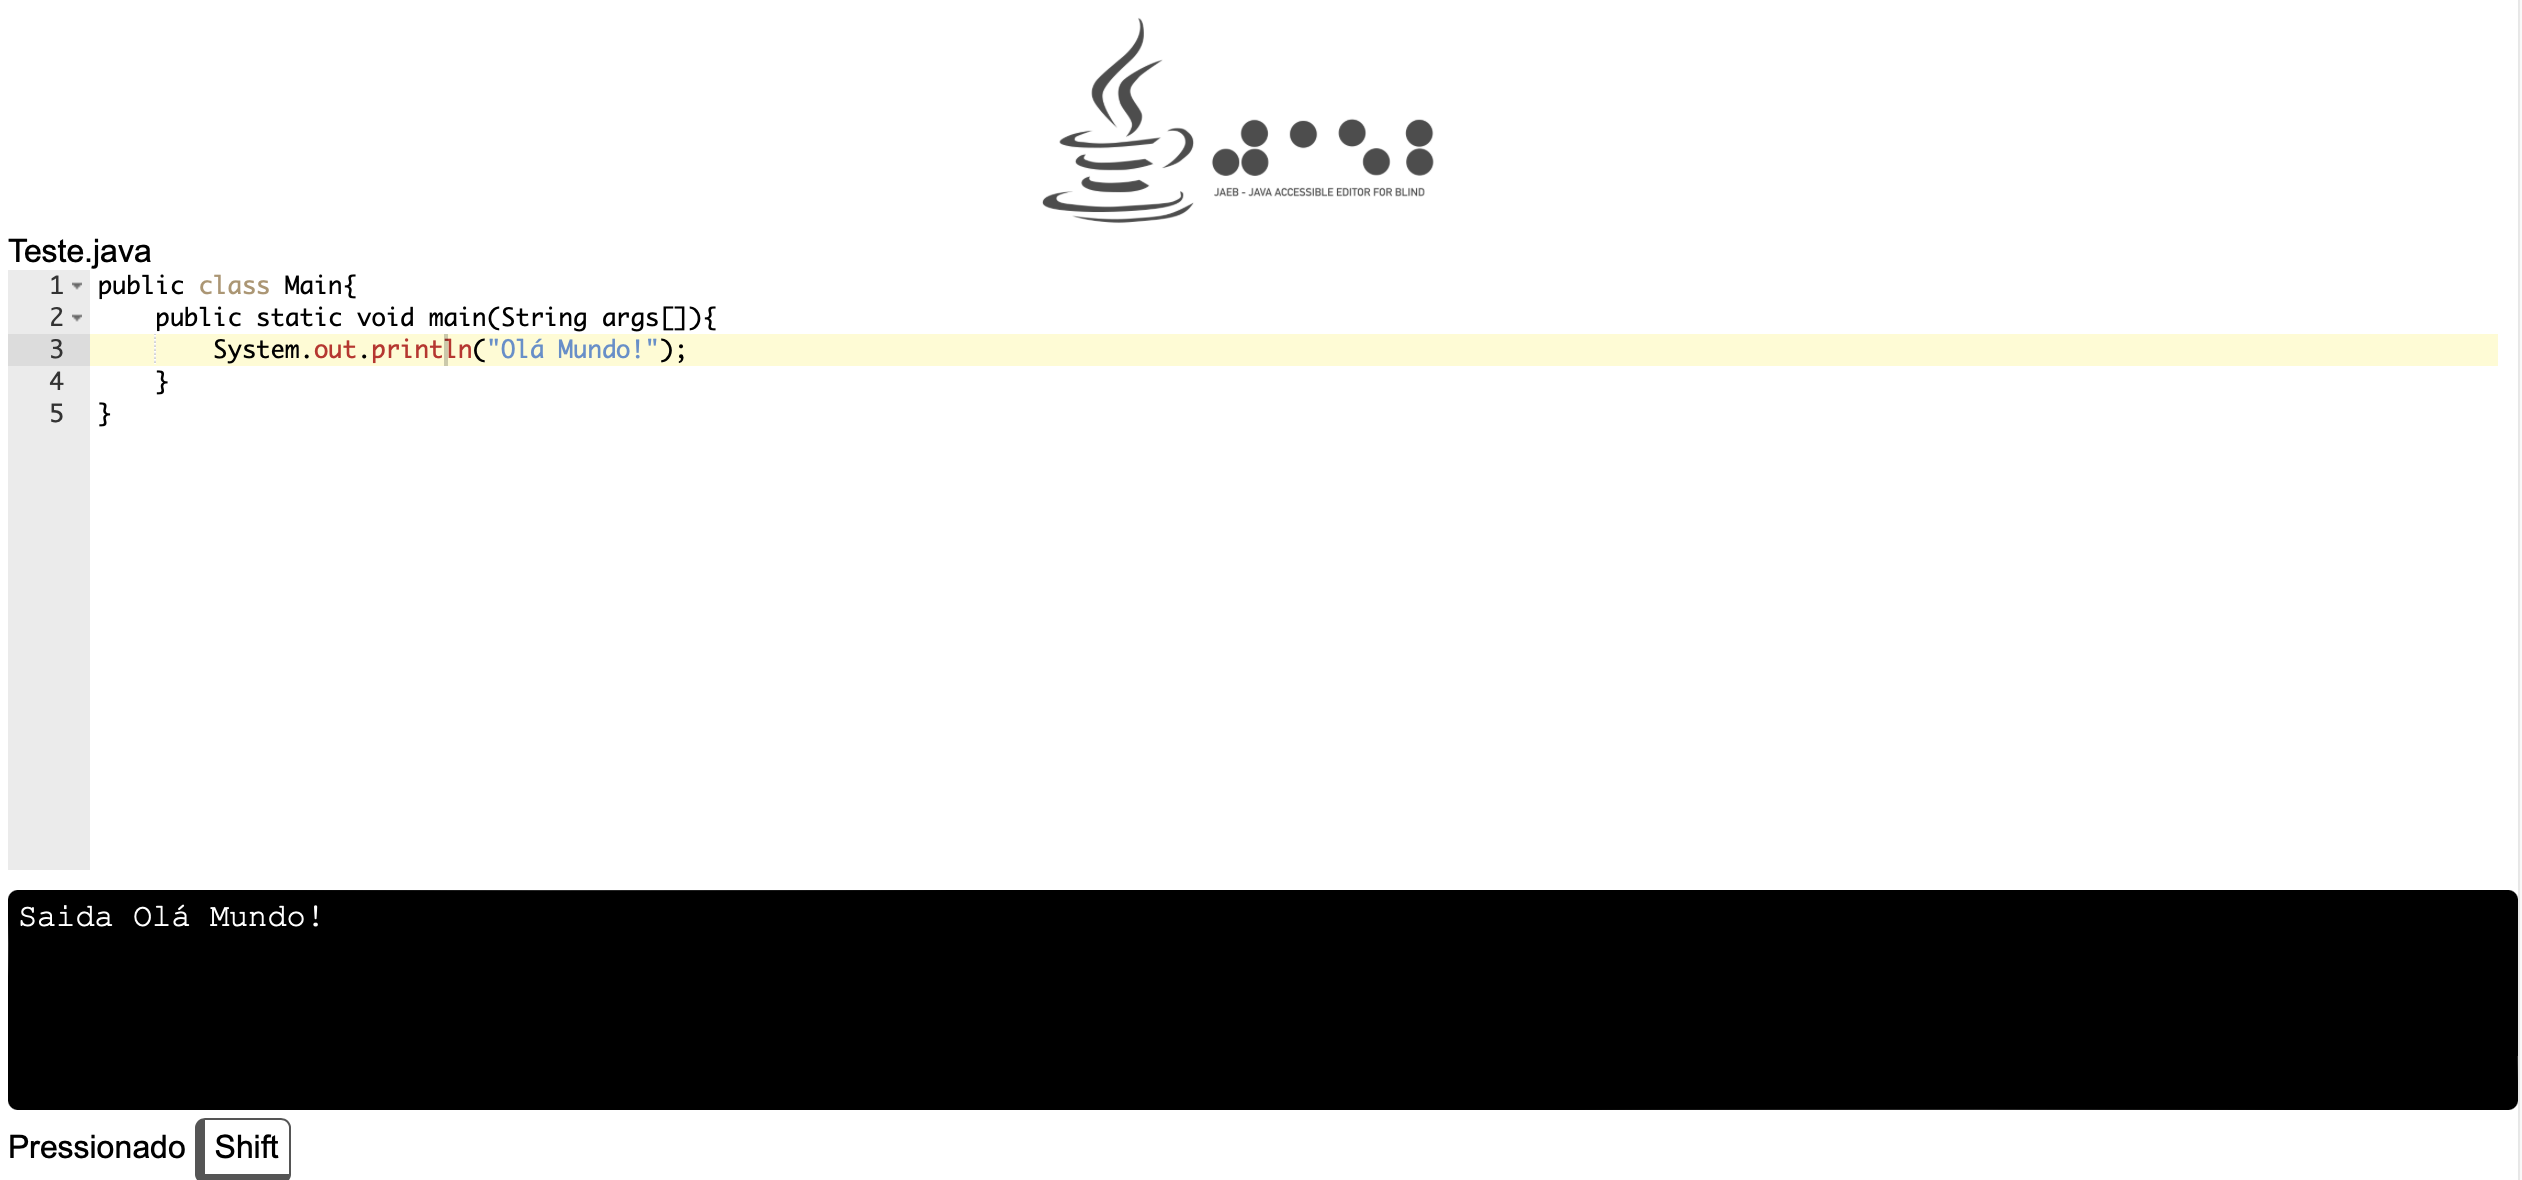 JAEB - JAVA ACCESSIBLE EDITOR FOR BLIND
Teste.java
1 public class Main{
2     public static void main(String args[]){
3         System.out.println("Olá Mundo!");
4     }
5 }
Saida Olá Mundo!
Pressionado Shift